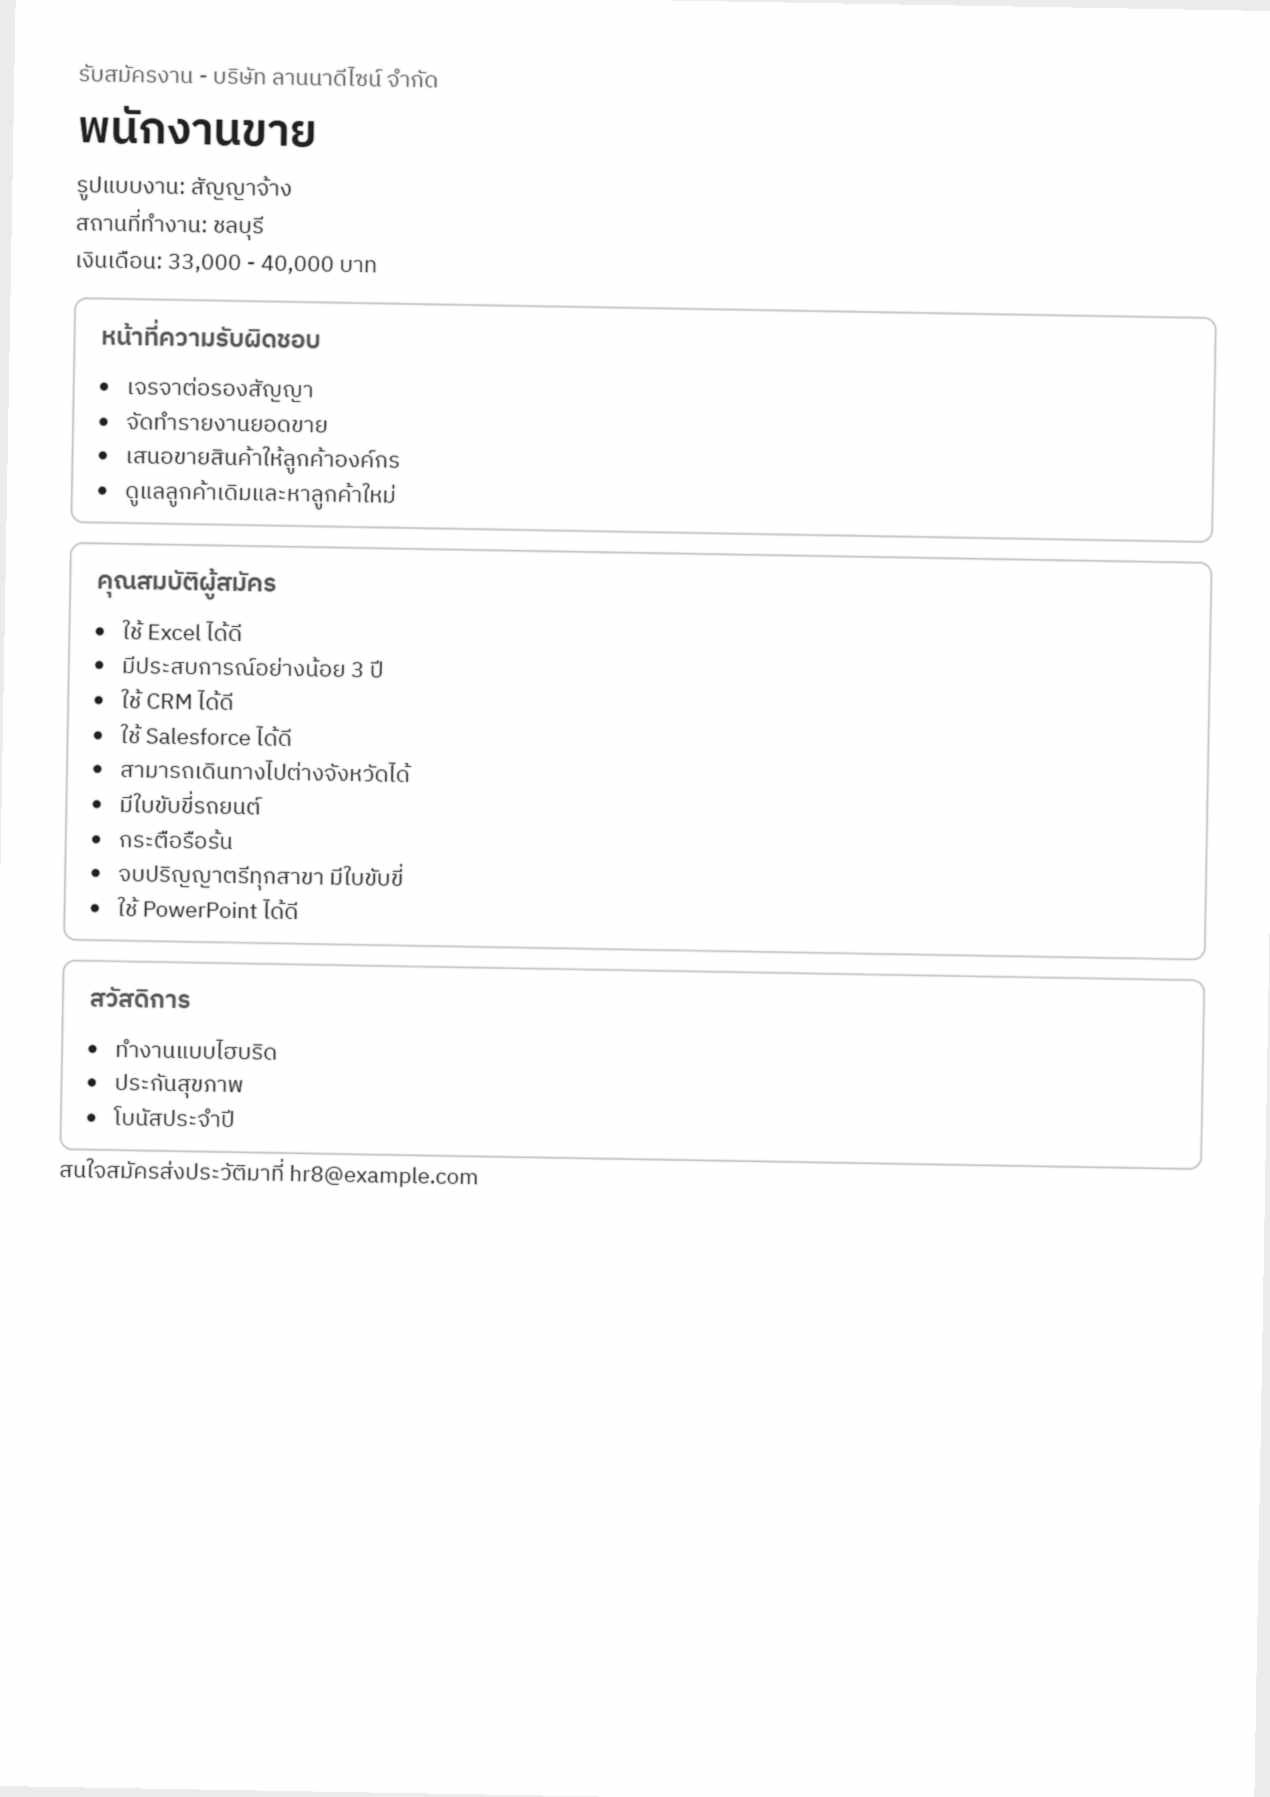 รับสมัครงาน - บริษัท ลานนาดีไซน์ จำกัด
พนักงานขาย
รูปแบบงาน: สัญญาจ้าง
สถานที่ทำงาน: ชลบุรี
เงินเดือน: 33,000 - 40,000 บาท
หน้าที่ความรับผิดชอบ
• เจรจาต่อรองสัญญา
• จัดทำรายงานยอดขาย
• เสนอขายสินค้าให้ลูกค้าองค์กร
• ดูแลลูกค้าเดิมและหาลูกค้าใหม่
คุณสมบัติผู้สมัคร
• ใช้ Excel ได้ดี
• มีประสบการณ์อย่างน้อย 3 ปี
• ใช้ CRM ได้ดี
• ใช้ Salesforce ได้ดี
• สามารถเดินทางไปต่างจังหวัดได้
• มีใบขับขี่รถยนต์
• กระตือรือร้น
• จบปริญญาตรีทุกสาขา มีใบขับขี่
• ใช้ PowerPoint ได้ดี
สวัสดิการ
• ทำงานแบบไฮบริด
• ประกันสุขภาพ
• โบนัสประจำปี
สนใจสมัครส่งประวัติมาที่ hr8@example.com